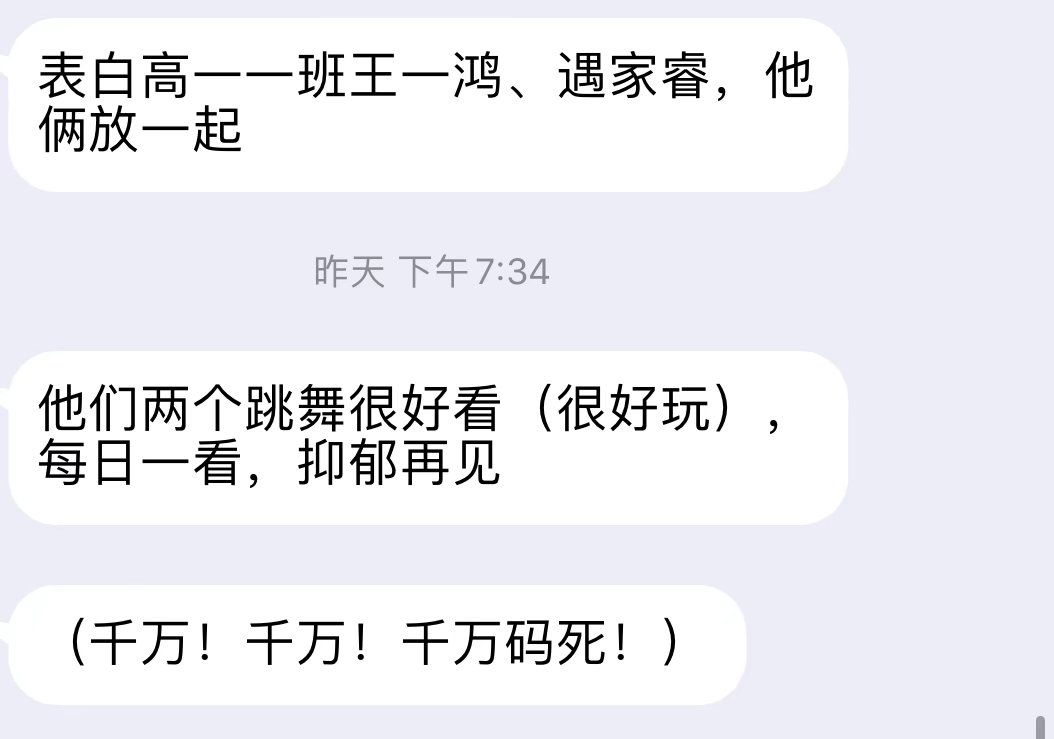 表白高一一班王一鸿、遇家睿，他
俩放一起
昨天 下午7:34
他们两个跳舞很好看（很好玩），
每日一看，抑郁再见
（千万！千万！千万码死！）